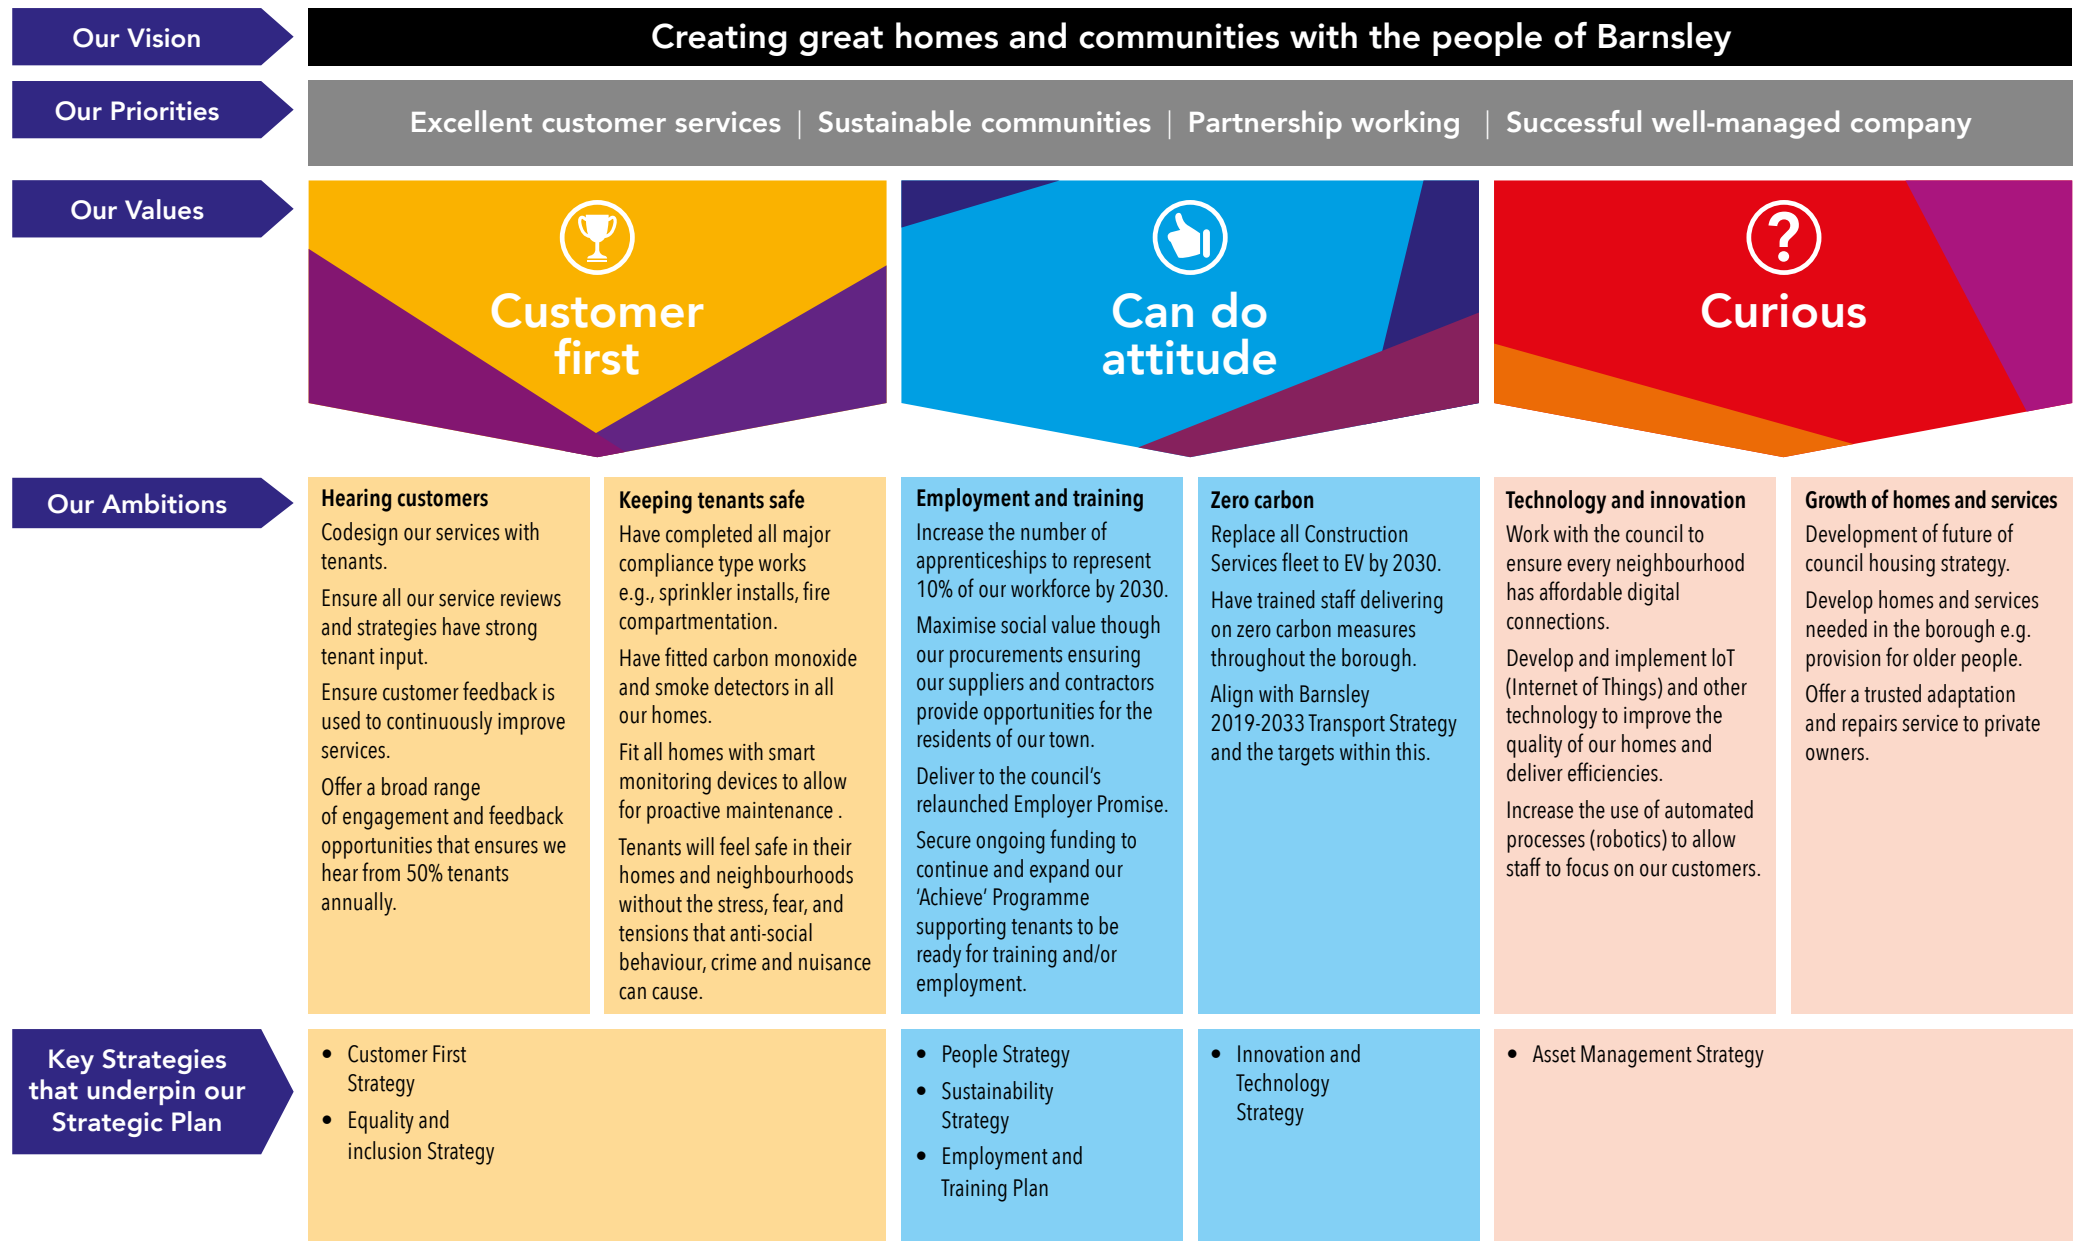 Our Vision
Creating great homes and communities with the people of Barnsley
Our Priorities
Excellent customer services | Sustainable communities | Partnership working | Successful well-managed company
Our Values
Customer
first
Can do
attitude
Curious
Our Ambitions
Hearing customers
Codesign our services with
tenants.
Ensure all our service reviews
and strategies have strong
tenant input.
Ensure customer feedback is
used to continuously improve
services.
Offer a broad range
of engagement and feedback
opportunities that ensures we
hear from 50% tenants
annually.
Keeping tenants safe
Have completed all major
compliance type works
e.g., sprinkler installs, fire
compartmentation.
Have fitted carbon monoxide
and smoke detectors in all
our homes.
Fit all homes with smart
monitoring devices to allow
for proactive maintenance .
Tenants will feel safe in their
homes and neighbourhoods
without the stress, fear, and
tensions that anti-social
behaviour, crime and nuisance
can cause.
Employment and training
Increase the number of
apprenticeships to represent
10% of our workforce by 2030.
Maximise social value though
our procurements ensuring
our suppliers and contractors
provide opportunities for the
residents of our town.
Deliver to the council's
relaunched Employer Promise.
Secure ongoing funding to
continue and expand our
'Achieve' Programme
supporting tenants to be
ready for training and/or
employment.
Zero carbon
Replace all Construction
Services fleet to EV by 2030.
Have trained staff delivering
on zero carbon measures
throughout the borough.
Align with Barnsley
2019-2033 Transport Strategy
and the targets within this.
Technology and innovation
Work with the council to
ensure every neighbourhood
has affordable digital
connections.
Develop and implement loT
(Internet of Things) and other
technology to improve the
quality of our homes and
deliver efficiencies.
Increase the use of automated
processes (robotics) to allow
staff to focus on our customers.
Growth of homes and services
Development of future of
council housing strategy.
Develop homes and services
needed in the borough e.g.
provision for older people.
Offer a trusted adaptation
and repairs service to private
owners.
Key Strategies
that underpin our
Strategic Plan
• Customer First
Strategy
• Equality and
inclusion Strategy
• People Strategy
• Sustainability
Strategy
• Employment and
Training Plan
• Innovation and
Technology
Strategy
• Asset Management Strategy